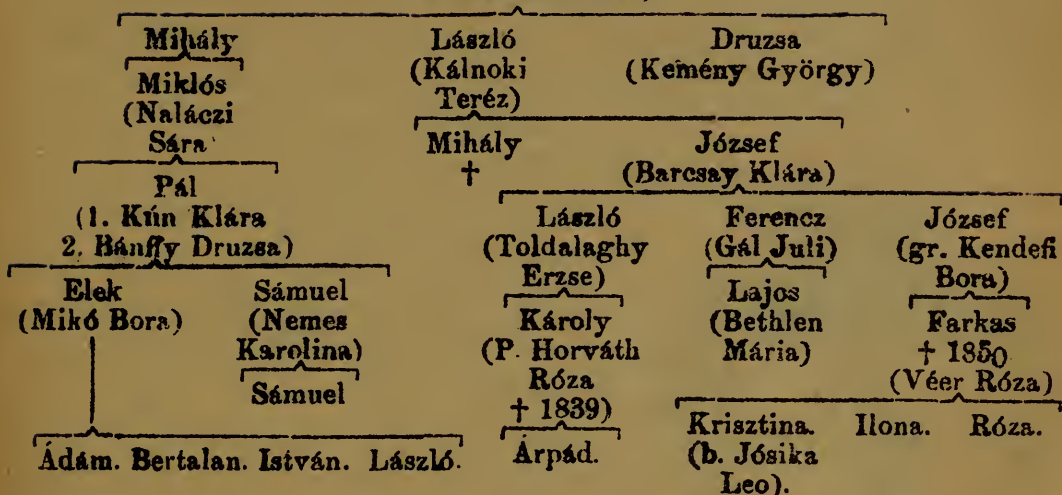 Mihály László Druzsa
Miklós (Kálnoki (Kemény György)
(Naláczi Teréz)
Sára Mihály József
† (Barcsay Klára)
Pál
(1. Kún Klára László Ferencz József
2. Bánffy Druzsa) (Toldalaghy (Gál Juli) (gr. Kendefi
Erzse) Bora)
Elek Sámuel Lajos
(Mikó Bora) (Nemes Károly (Bethlen Farkas
Karolina) (P. Horváth Mária) † 1850
Sámuel Róza (Véer Róza)
† 1839)
Krisztina. Ilona. Róza.
Ádám. Bertalan. István. László. Árpád. (b. Jósika
Leo).